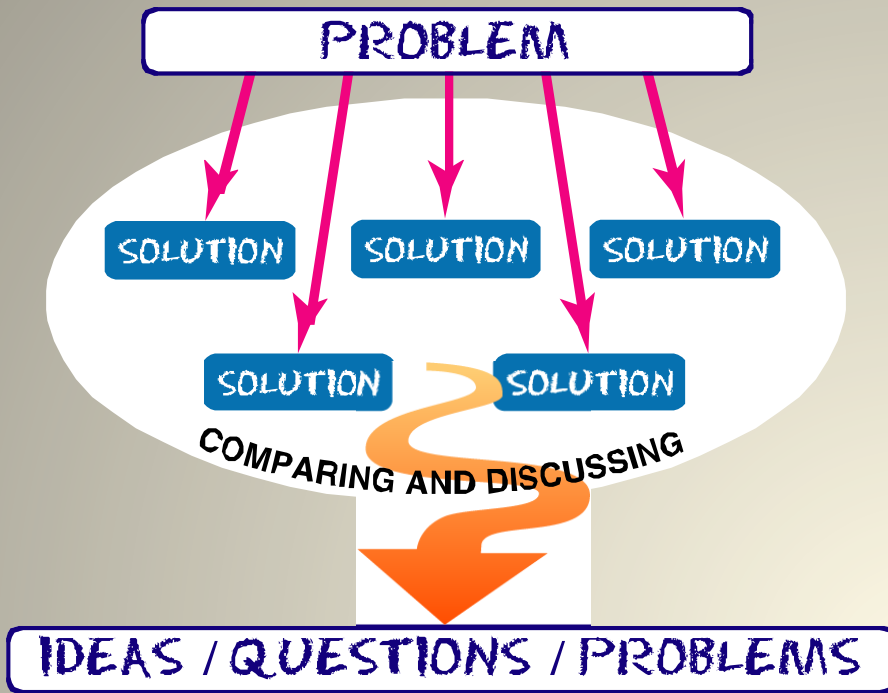 PROBLEM
SOLUTION SOLUTION SOLUTION
SOLUTION SOLUTION
COMPARING AND DISCUSSING
IDEAS / QUESTIONS / PROBLEMS